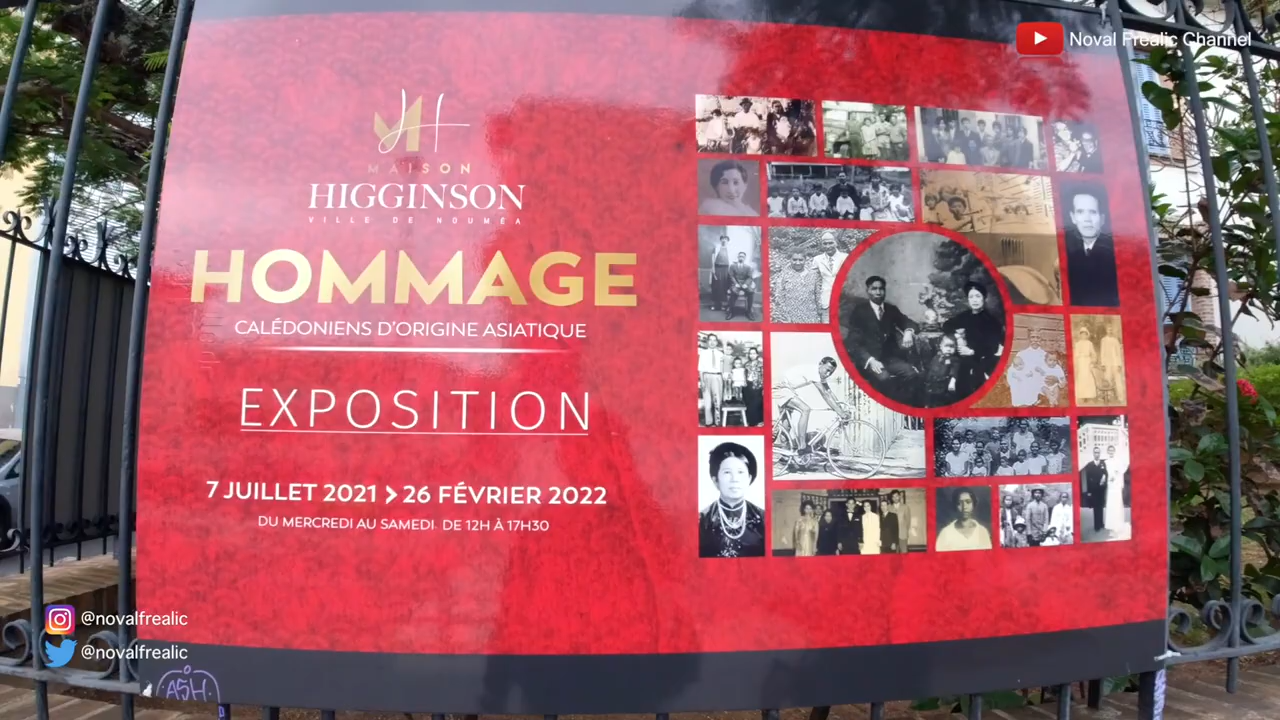 Noval Frealic Channel
MAISON
HIGGINSON
VILLE DE NOUMÉA
HOMMAGE
CALÉDONIENS D'ORIGINE ASIATIQUE
EXPOSITION
7 JUILLET 2021 > 26 FÉVRIER 2022
DU MERCREDI AU SAMEDI DE 12H À 17H30
@novalfrealic
@novalfrealic
ASH